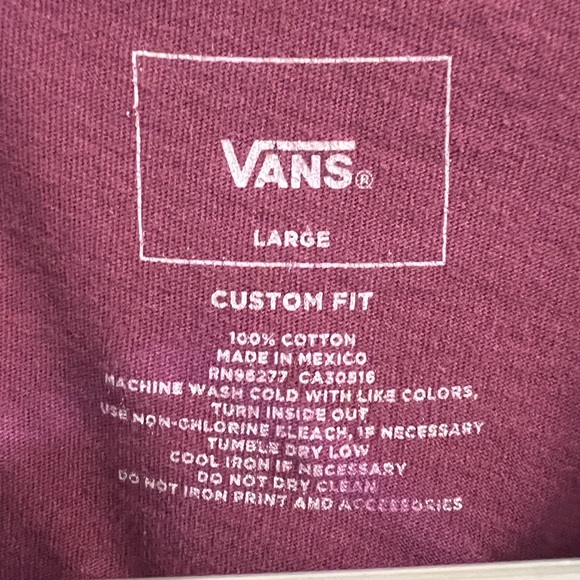 VANS®
LARGE
CUSTOM FIT
100% COTTON
MADE IN MEXICO
RN96277 CA30516
MACHINE WASH COLD WITH LIKE COLORS,
TURN INSIDE OUT
USE NON-CHLORINE BLEACH, IF NECESSARY
TUMBLE DRY LOW
COOL IRON IF NECESSARY
DO NOT DRY CLEAN
DO NOT IRON PRINT AND ACCESSORIES